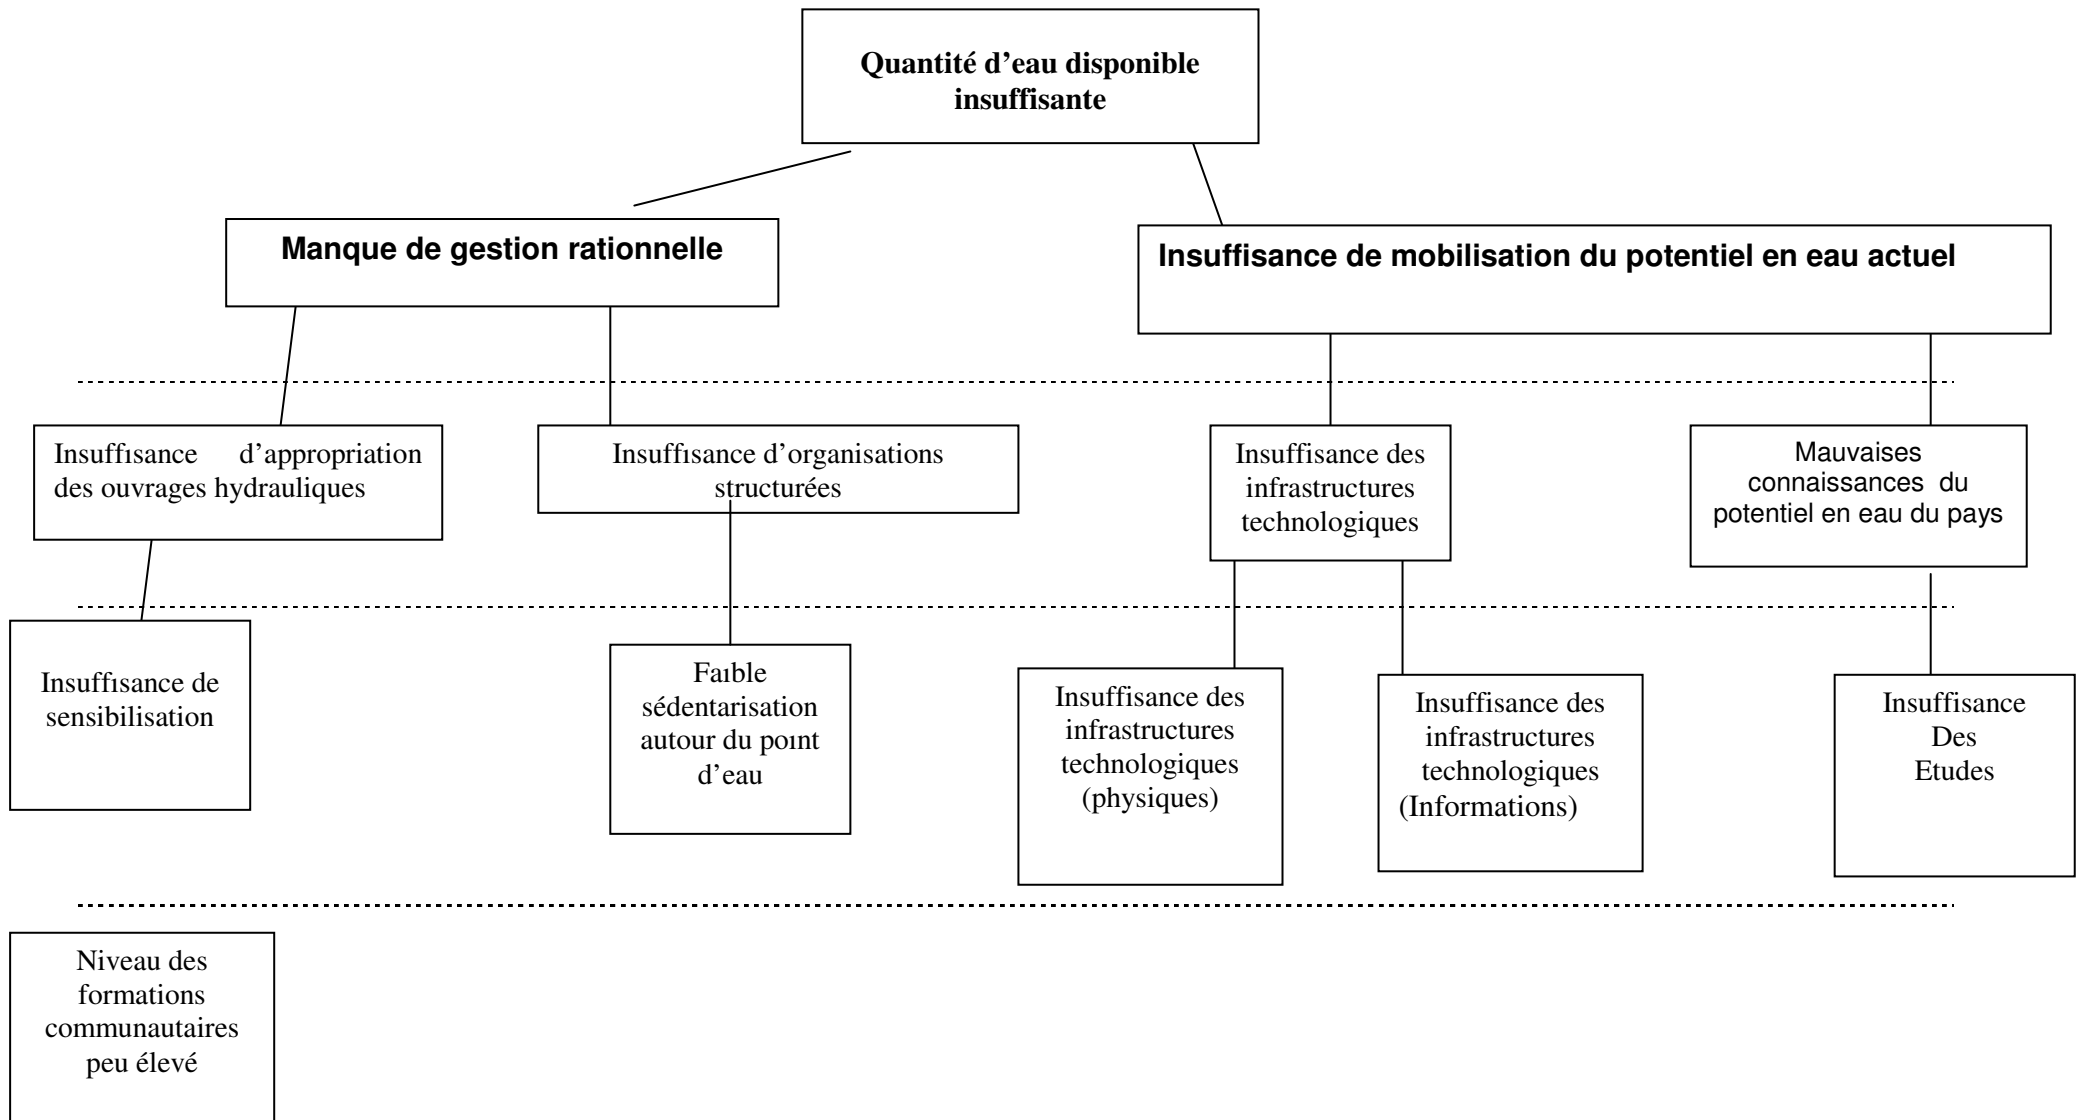 Quantité d’eau disponible
insuffisante
Manque de gestion rationnelle
Insuffisance de mobilisation du potentiel en eau actuel
Insuffisance d’appropriation
des ouvrages hydrauliques
Insuffisance d’organisations
structurées
Insuffisance des
infrastructures
technologiques
Mauvaises
connaissances du
potentiel en eau du pays
Insuffisance de
sensibilisation
Faible
sédentarisation
autour du point
d’eau
Insuffisance des
infrastructures
technologiques
(physiques)
Insuffisance des
infrastructures
technologiques
(Informations)
Insuffisance
Des
Etudes
Niveau des
formations
communautaires
peu élevé